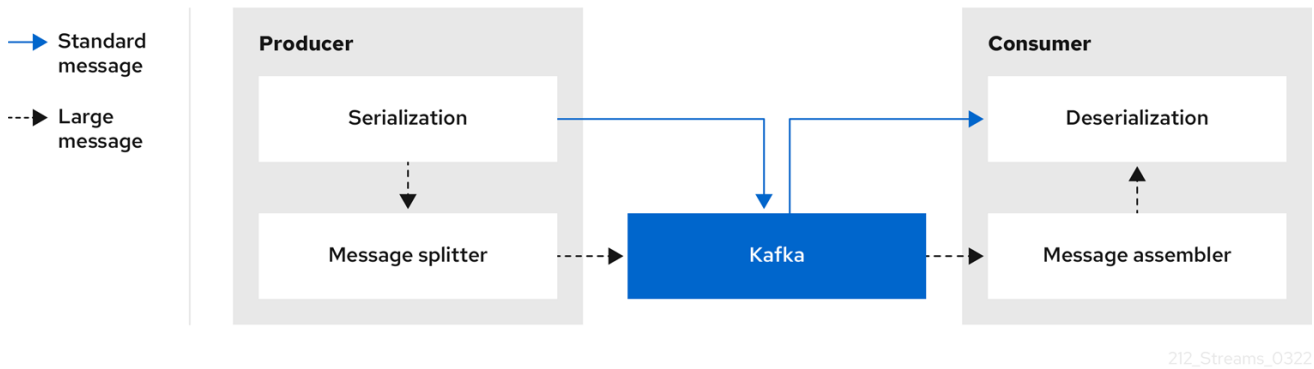 Standard
message
Large
message
Producer
Serialization
Message splitter
Kafka
Consumer
Deserialization
Message assembler
212_Streams_0322